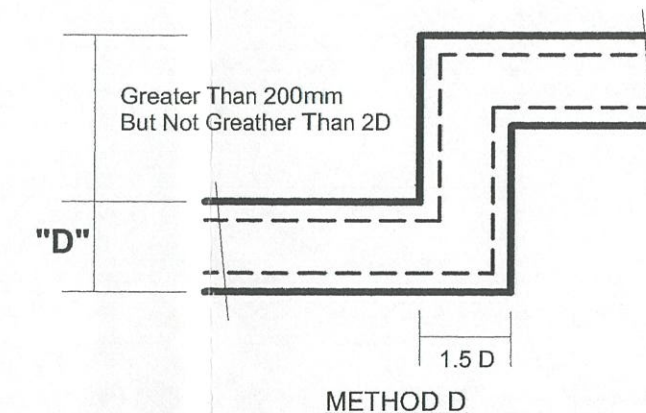 Greater Than 200mm
But Not Greather Than 2D
"D"
1.5 D
METHOD D